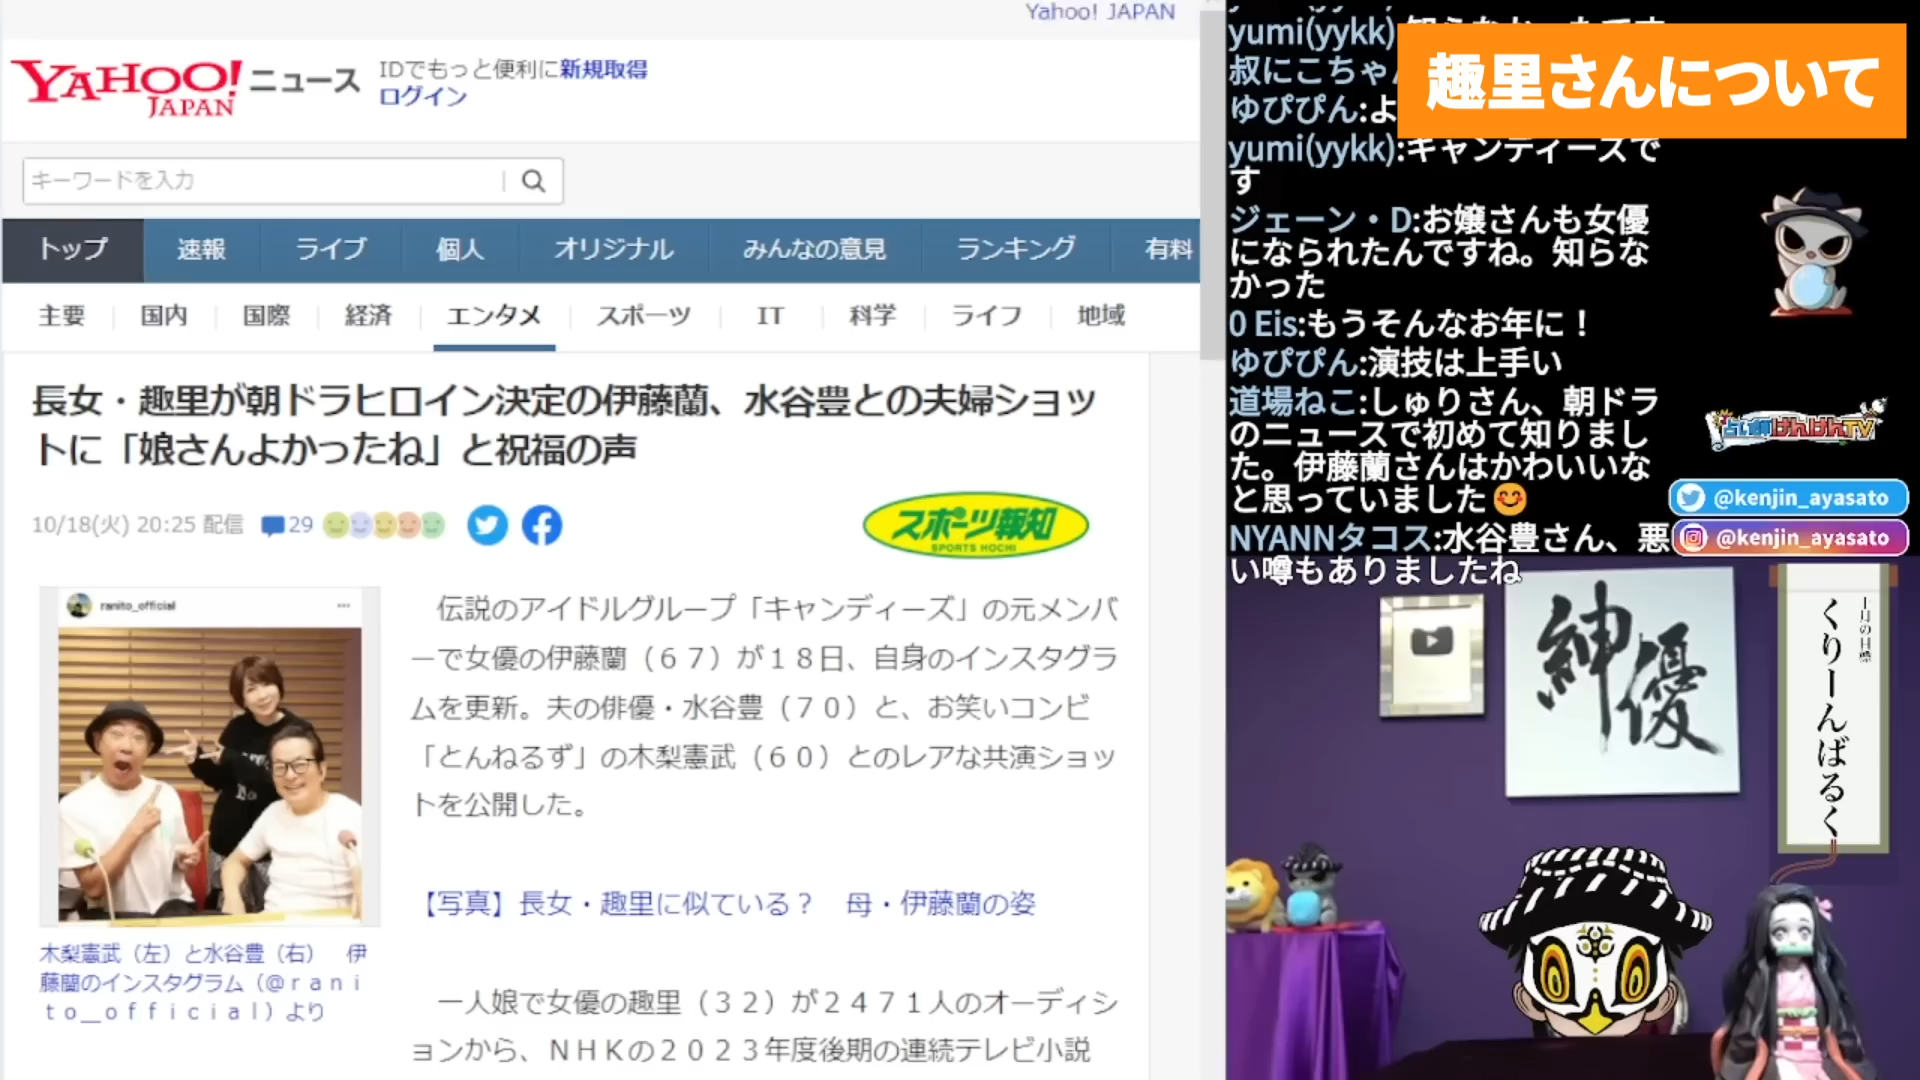 Yahoo! JAPAN
YAHOO! JAPAN ニュース
IDでもっと便利に新規取得
ログイン
キーワードを入力
トップ 速報 ライブ 個人 オリジナル みんなの意見 ランキング 有料
主要 国内 国際 経済 エンタメ スポーツ IT 科学 ライフ 地域
長女・趣里が朝ドラヒロイン決定の伊藤蘭、水谷豊との夫婦ショッ
トに「娘さんよかったね」と祝福の声
10/18(火) 20:25 配信 29
スポーツ報知
SPORTS HOCHI
ranito_official
木梨憲武（左）と水谷豊（右） 伊
藤蘭のインスタグラム（@ｒａｎｉ
ｔｏ＿ｏｆｆｉｃｉａｌ）より
伝説のアイドルグループ「キャンディーズ」の元メンバ
ーで女優の伊藤蘭（６７）が１８日、自身のインスタグラ
ムを更新。夫の俳優・水谷豊（７０）と、お笑いコンビ
「とんねるず」の木梨憲武（６０）とのレアな共演ショッ
トを公開した。
【写真】長女・趣里に似ている？ 母・伊藤蘭の姿
一人娘で女優の趣里（３２）が２４７１人のオーディシ
ョンから、ＮＨＫの２０２３年度後期の連続テレビ小説
趣里さんについて
yumi(yykk)
叔にこちゃ
ゆぴぴん:よ
yumi(yykk):キャンディーズで
す
ジェーン・D:お嬢さんも女優
になられたんですね。知らな
かった
0 Eis:もうそんなお年に！
ゆぴぴん:演技は上手い
道場ねこ:しゅりさん、朝ドラ
のニュースで初めて知りまし
た。伊藤蘭さんはかわいいな
と思っていました😊
NYANNタコス:水谷豊さん、悪
い噂もありましたね
占い師けんけんTV
@kenjin_ayasato
@kenjin_ayasato
紳優
十月の目標
くりーんばるく